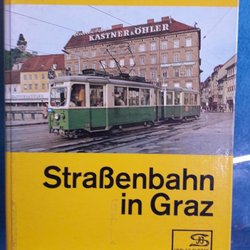 KASTNER & ÖHLER
Straßenbahn
in Graz